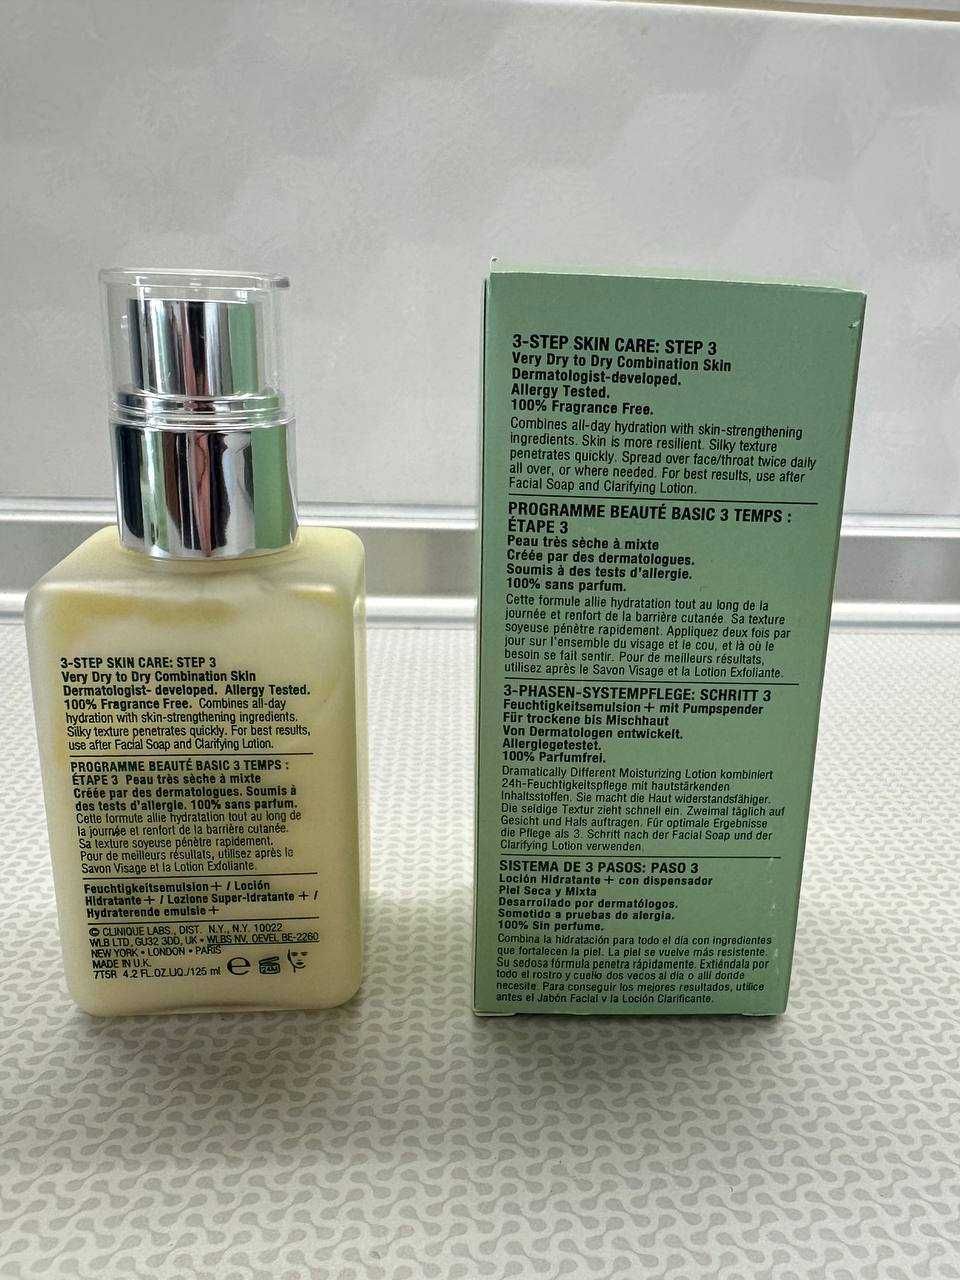 3-STEP SKIN CARE: STEP 3
Very Dry to Dry Combination Skin
Dermatologist- developed. Allergy Tested.
100% Fragrance Free. Combines all-day
hydration with skin-strengthening ingredients.
Silky texture penetrates quickly. For best results,
use after Facial Soap and Clarifying Lotion.
PROGRAMME BEAUTÉ BASIC 3 TEMPS :
ÉTAPE 3 Peau très sèche à mixte
Créée par des dermatologues. Soumis à
des tests d'allergie. 100% sans parfum.
Cette formule allie hydratation tout au long de
la journée et renfort de la barrière cutanée.
Sa texture soyeuse pénètre rapidement.
Pour de meilleurs résultats, utilisez après le
Savon Visage et la Lotion Exfoliante.
Feuchtigkeitsemulsion + / Loción
Hidratante + / Lozione Super-Idratante + /
Hydraterende emulsie +
© CLINIQUE LABS., DIST. N.Y., N.Y. 10022
WLB LTD, GU32 3DD, UK • WLBS NV, OEVEL BE-2260
NEW YORK • LONDON • PARIS
MADE IN U.K.
7T5R 4.2 FL.OZ.LIQ./125 ml e 24M
3-STEP SKIN CARE: STEP 3
Very Dry to Dry Combination Skin
Dermatologist-developed.
Allergy Tested.
100% Fragrance Free.
Combines all-day hydration with skin-strengthening
ingredients. Skin is more resilient. Silky texture
penetrates quickly. Spread over face/throat twice daily
all over, or where needed. For best results, use after
Facial Soap and Clarifying Lotion.
PROGRAMME BEAUTÉ BASIC 3 TEMPS :
ÉTAPE 3
Peau très sèche à mixte
Créée par des dermatologues.
Soumis à des tests d'allergie.
100% sans parfum.
Cette formule allie hydratation tout au long de la
journée et renfort de la barrière cutanée Sa texture
soyeuse pénètre rapidement. Appliquez deux fois par
jour sur l'ensemble du visage et le cou, et là où le
besoin se fait sentir. Pour de meilleurs résultats,
utilisez après le Savon Visage et la Lotion Exfoliante.
3-PHASEN-SYSTEMPFLEGE: SCHRITT 3
Feuchtigkeitsemulsion + mit Pumpspender
Für trockene bis Mischhaut
Von Dermatologen entwickelt.
Allergiegetestet.
100% Parfumfrei.
Dramatically Different Moisturizing Lotion kombiniert
24h-Feuchtigkeitspflege mit hautstärkenden
Inhaltsstoffen. Sie macht die Haut widerstandsfähiger.
Die seidige Textur zieht schnell ein. Zweimal täglich auf
Gesicht und Hals auftragen. Für optimale Ergebnisse
die Pflege als 3. Schritt nach der Facial Soap und der
Clarifying Lotion verwenden.
SISTEMA DE 3 PASOS: PASO 3
Loción Hidratante + con dispensador
Piel Seca y Mixta
Desarrollado por dermatólogos.
Sometido a pruebas de alergia.
100% Sin perfume.
Combina la hidratación para todo el día con ingredientes
que fortalecen la piel. La piel se vuelve más resistente.
Su sedosa fórmula penetra rápidamente. Extiéndala por
todo el rostro y cuello dos vecos al día o allí donde
necesite. Para conseguir los mejores resultados, utilice
antes el Jabón Facial y la Loción Clarificante.